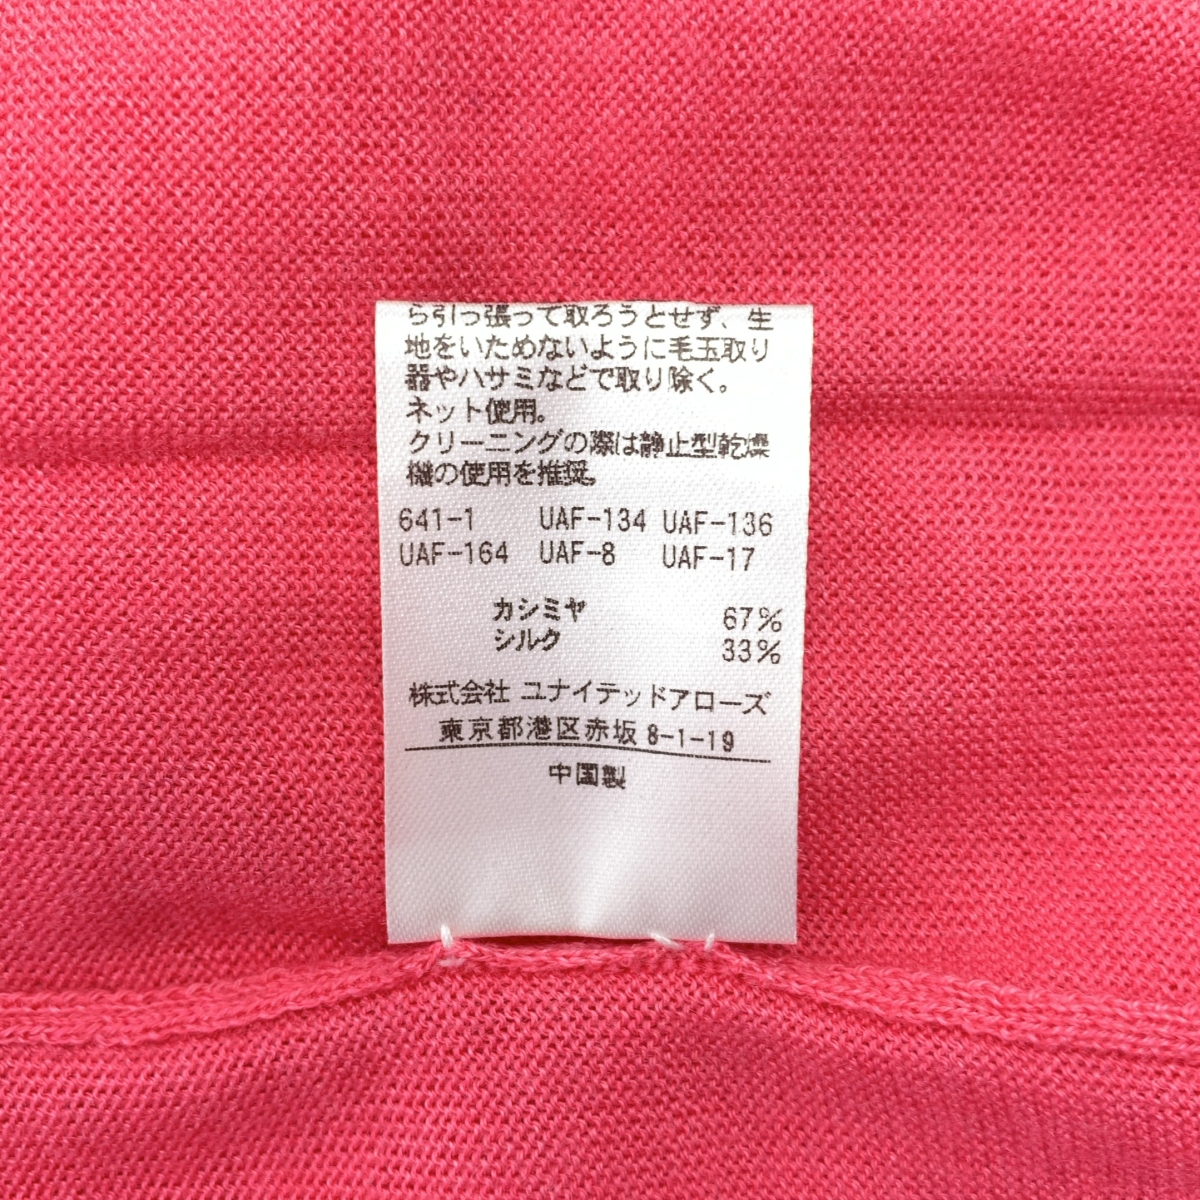 ら引っ張って取ろうとせず、生
地をいためないように毛玉取り
器やハサミなどで取り除く。
ネット使用。
クリーニングの際は静止型乾燥
機の使用を推奨。
641-1 UAF-134 UAF-136
UAF-164 UAF-8 UAF-17
カシミヤ 67%
シルク 33%
株式会社 ユナイテッドアローズ
東京都港区赤坂 8-1-19
中国製